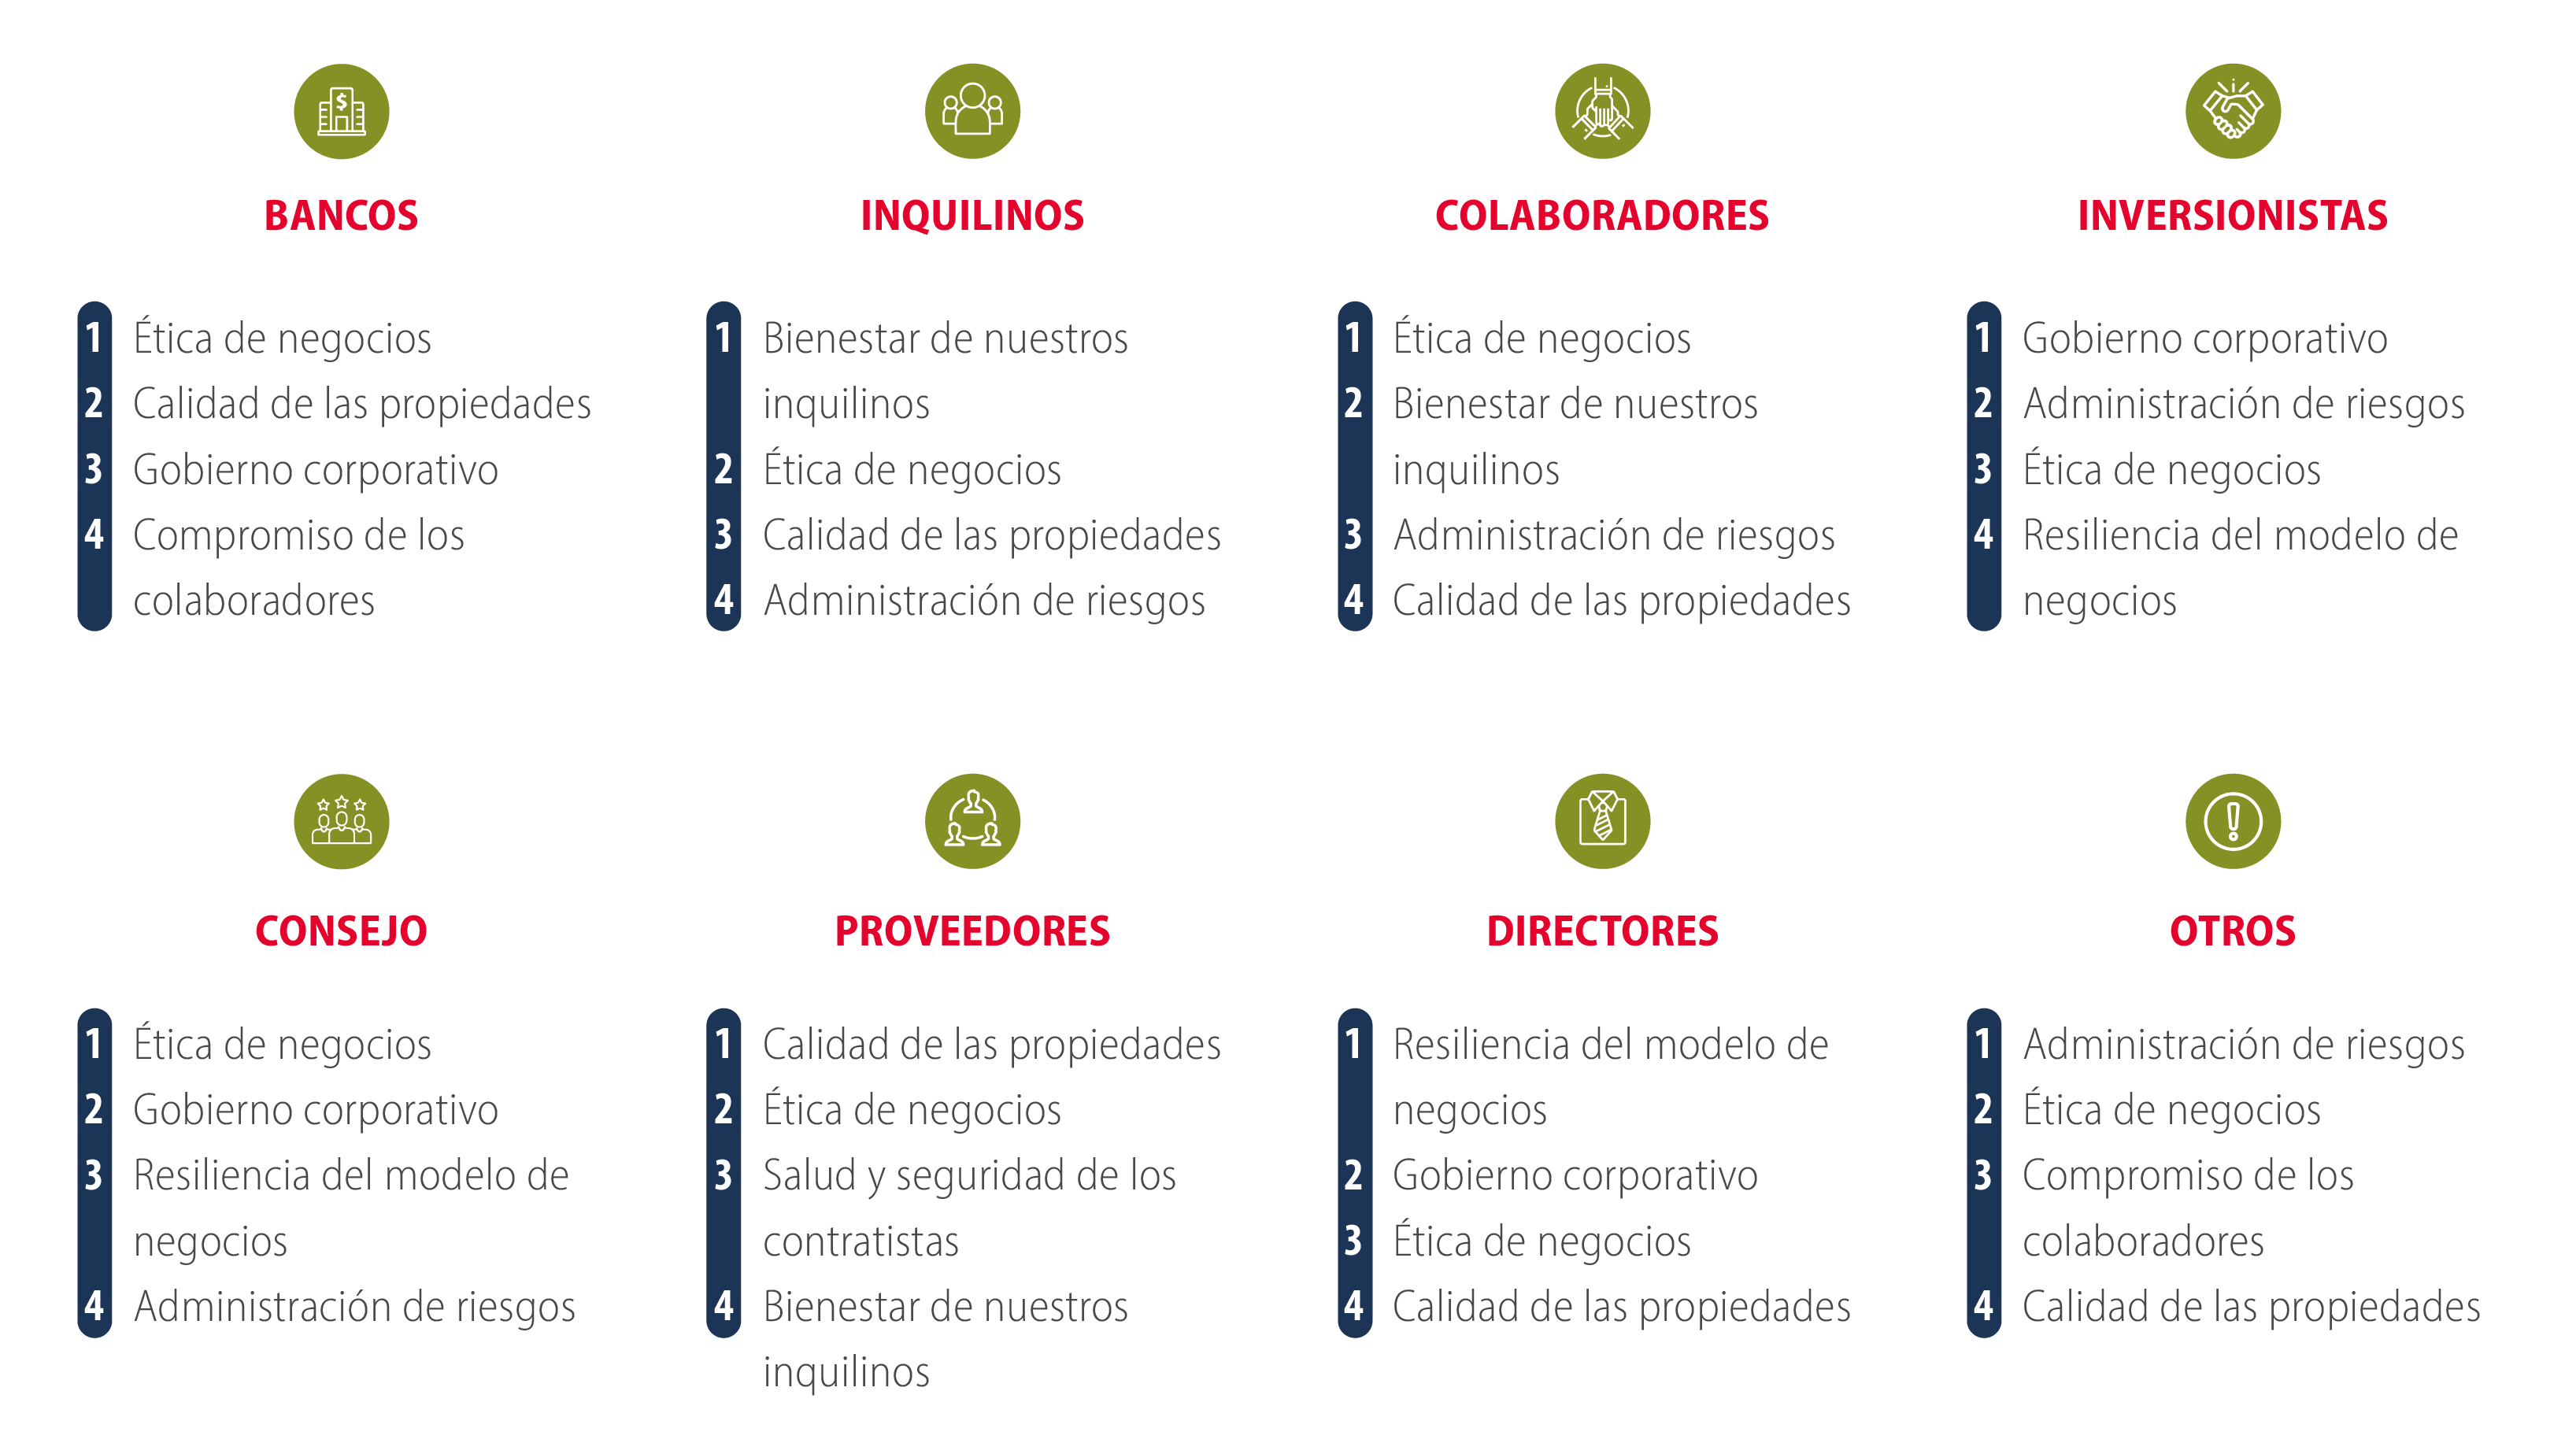 BANCOS
1 Ética de negocios
2 Calidad de las propiedades
3 Gobierno corporativo
4 Compromiso de los
colaboradores
INQUILINOS
1 Bienestar de nuestros
inquilinos
2 Ética de negocios
3 Calidad de las propiedades
4 Administración de riesgos
COLABORADORES
1 Ética de negocios
2 Bienestar de nuestros
inquilinos
3 Administración de riesgos
4 Calidad de las propiedades
INVERSIONISTAS
1 Gobierno corporativo
2 Administración de riesgos
3 Ética de negocios
4 Resiliencia del modelo de
negocios
CONSEJO
1 Ética de negocios
2 Gobierno corporativo
3 Resiliencia del modelo de
negocios
4 Administración de riesgos
PROVEEDORES
1 Calidad de las propiedades
2 Ética de negocios
3 Salud y seguridad de los
contratistas
4 Bienestar de nuestros
inquilinos
DIRECTORES
1 Resiliencia del modelo de
negocios
2 Gobierno corporativo
3 Ética de negocios
4 Calidad de las propiedades
OTROS
1 Administración de riesgos
2 Ética de negocios
3 Compromiso de los
colaboradores
4 Calidad de las propiedades